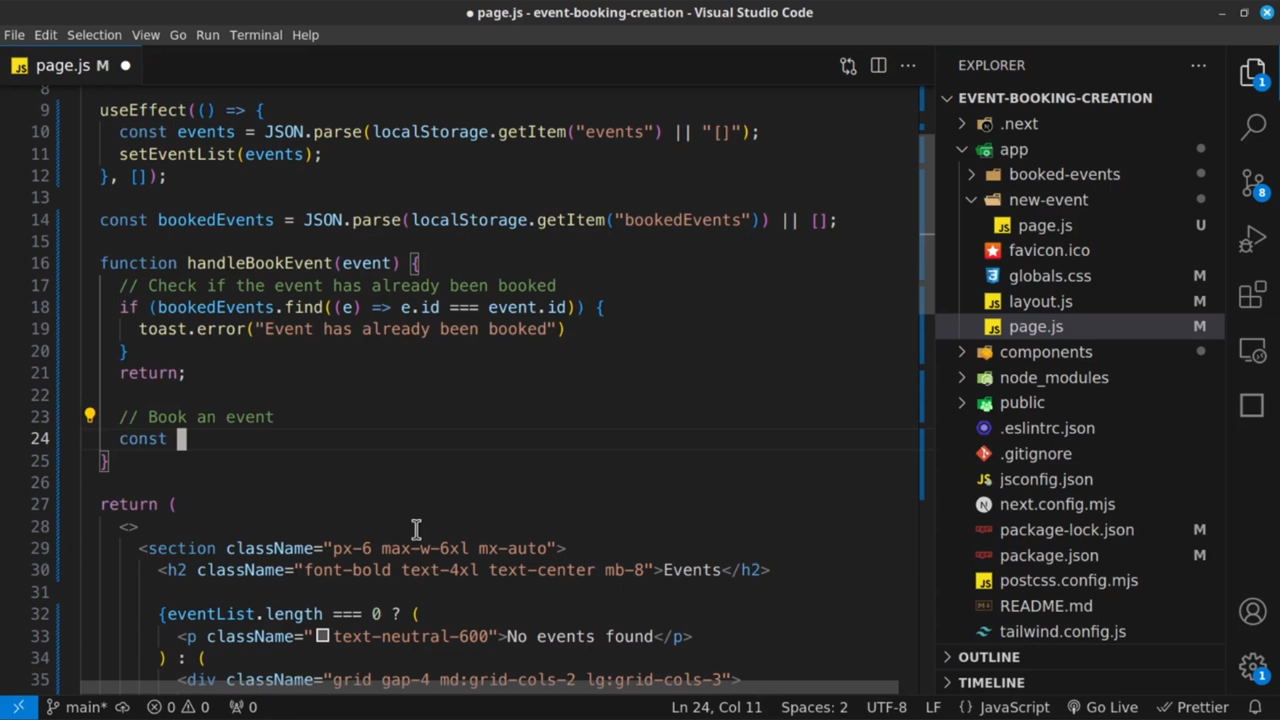 page.js - event-booking-creation - Visual Studio Code
File Edit Selection View Go Run Terminal Help
page.js M
8
9 useEffect(() => {
10 const events = JSON.parse(localStorage.getItem("events") || "[]");
11 setEventList(events);
12 }, []);
13
14 const bookedEvents = JSON.parse(localStorage.getItem("bookedEvents")) || [];
15
16 function handleBookEvent(event) {
17 // Check if the event has already been booked
18 if (bookedEvents.find((e) => e.id === event.id)) {
19 toast.error("Event has already been booked")
20 }
21 return;
22
23 // Book an event
24 const
25 }
26
27 return (
28 <>
29 <section className="px-6 max-w-6xl mx-auto">
30 <h2 className="font-bold text-4xl text-center mb-8">Events</h2>
31
32 {eventList.length === 0 ? (
33 <p className="text-neutral-600">No events found</p>
34 ) : (
35 <div className="grid gap-4 md:grid-cols-2 lg:grid-cols-3">
EXPLORER
EVENT-BOOKING-CREATION
.next
app
booked-events
new-event
page.js U
favicon.ico
globals.css M
layout.js M
page.js M
components
node_modules
public
.eslintrc.json
.gitignore
jsconfig.json
next.config.mjs
package-lock.json M
package.json M
postcss.config.mjs
README.md
tailwind.config.js
OUTLINE
TIMELINE
1
8
1
main* 0 0 0 Ln 24, Col 11 Spaces: 2 UTF-8 LF {} JavaScript Go Live Prettier